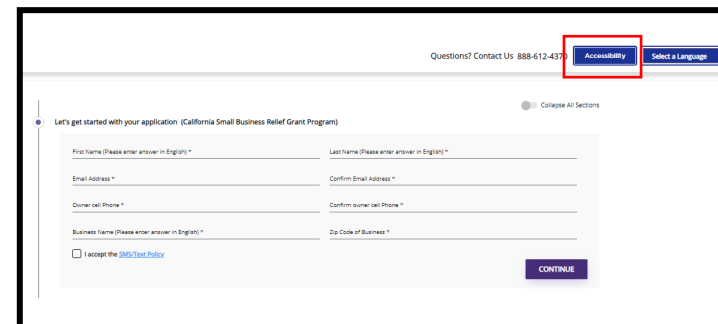 Questions? Contact Us 888-612-4370 Accessibility Select a Language
Collapse All Sections
Let's get started with your application (California Small Business Relief Grant Program)
First Name (Please enter answer in English) * Last Name (Please enter answer in English) *
Email Address * Confirm Email Address *
Owner cell Phone * Confirm owner cell Phone *
Business Name (Please enter answer in English) * Zip Code of Business *
I accept the SMS/Text Policy
CONTINUE